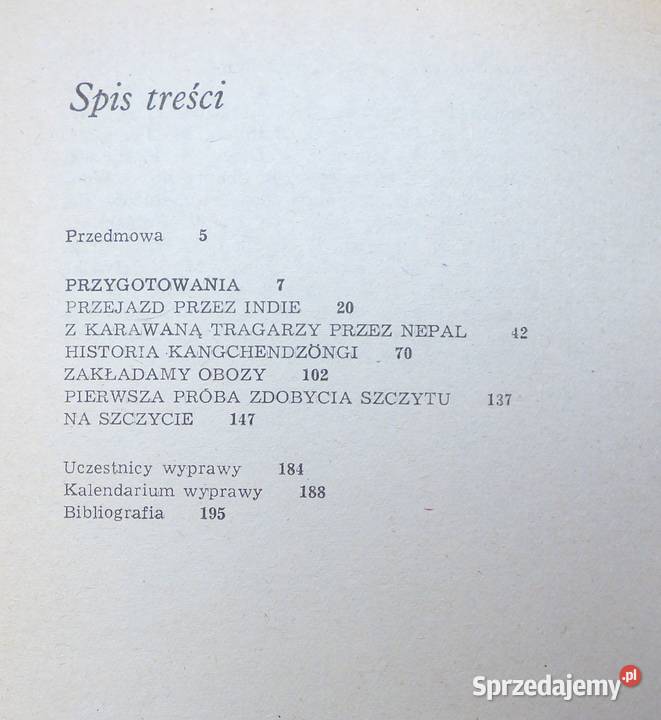 Spis treści
Przedmowa 5
PRZYGOTOWANIA 7
PRZEJAZD PRZEZ INDIE 20
Z KARAWANĄ TRAGARZY PRZEZ NEPAL 42
HISTORIA KANGCHENDZÖNGI 70
ZAKŁADAMY OBOZY 102
PIERWSZA PRÓBA ZDOBYCIA SZCZYTU 137
NA SZCZYCIE 147
Uczestnicy wyprawy 184
Kalendarium wyprawy 188
Bibliografia 195
Sprzedajemy.pl